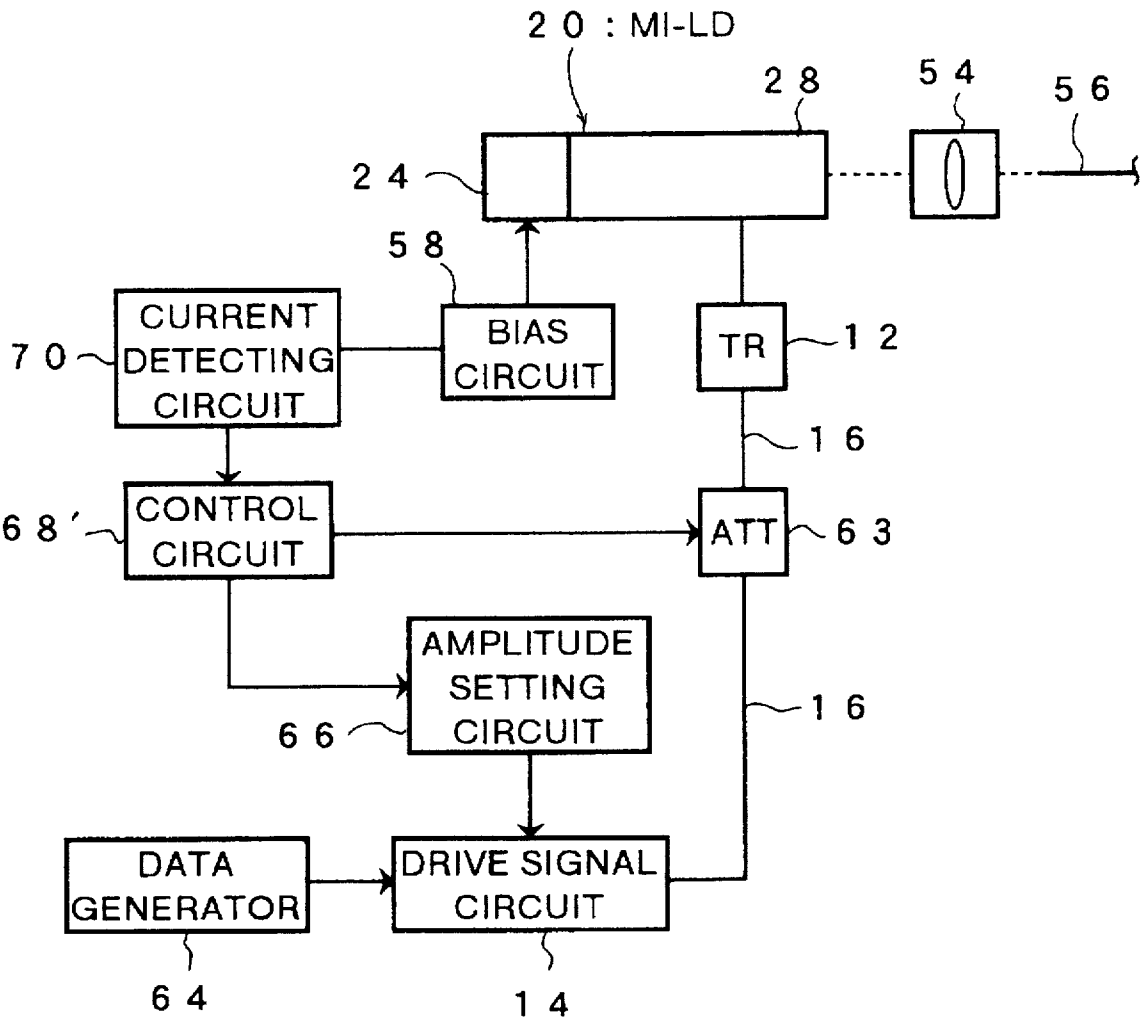 20 : MI-LD
28
54
56
24
58
CURRENT
DETECTING
CIRCUIT
70
BIAS
CIRCUIT
TR
12
16
CONTROL
CIRCUIT
68'
ATT
63
AMPLITUDE
SETTING
CIRCUIT
66
16
DATA
GENERATOR
DRIVE SIGNAL
CIRCUIT
64
14